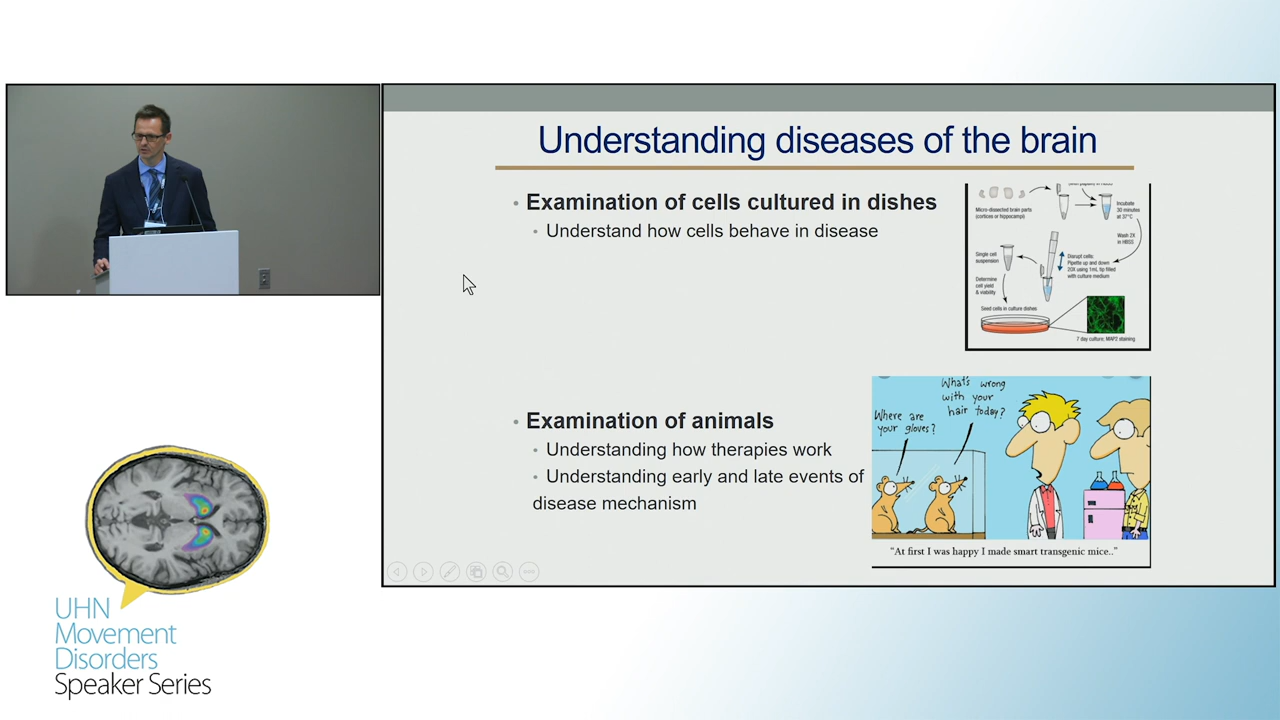 Understanding diseases of the brain
• Examination of cells cultured in dishes
• Understand how cells behave in disease
Micro-dissected brain parts
(cortices or hippocampi)
Incubate
30 minutes
at 37°C
Wash 2X
in HBSS
Single cell
suspension
Disrupt cells:
Pipette up and down
20X using 1mL tip filled
with culture medium
Determine
cell yield
& viability
Seed cells in culture dishes
7 day culture: MAP2 staining
• Examination of animals
• Understanding how therapies work
• Understanding early and late events of
disease mechanism
What's wrong
with your
hair today?
Where are
your gloves?
"At first I was happy I made smart transgenic mice.."
UHN
Movement
Disorders
Speaker Series